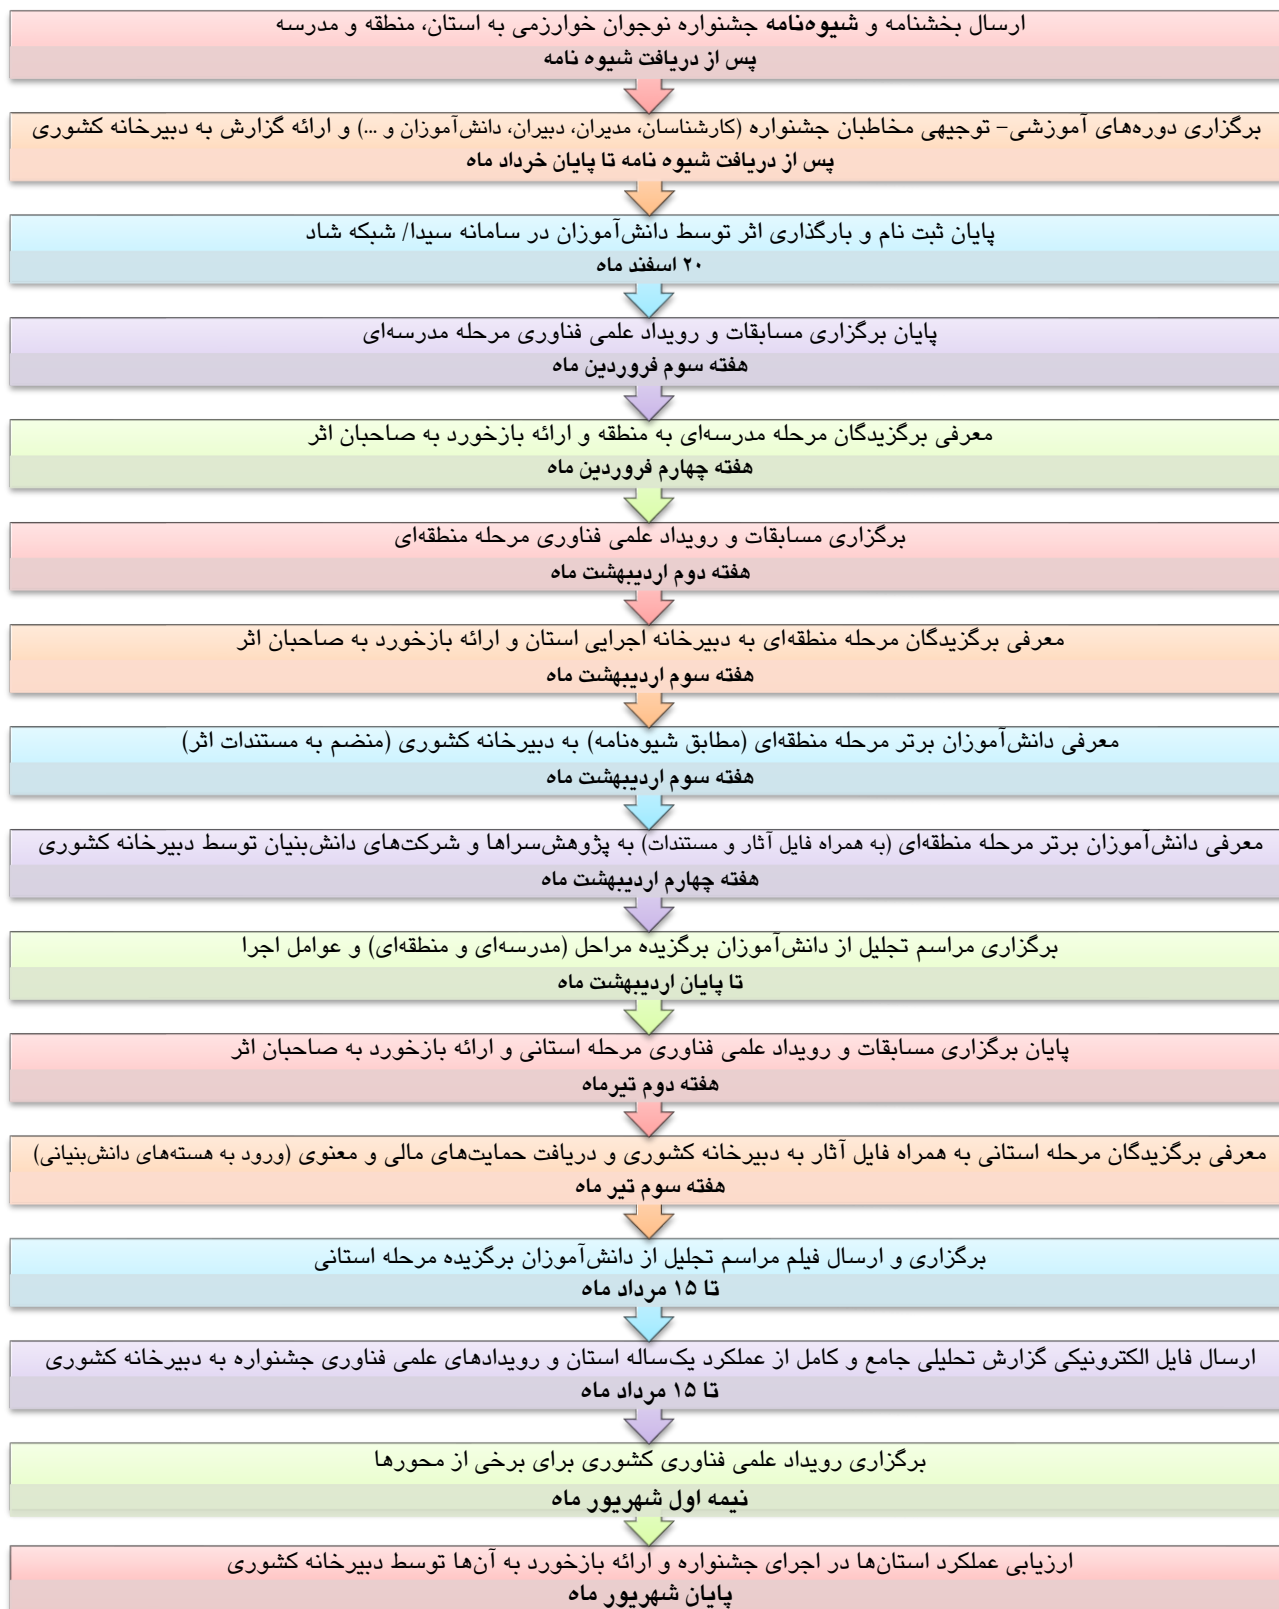 ارسال بخشنامه و شیوه‌نامه جشنواره نوجوان خوارزمی به استان، منطقه و مدرسه
پس از دریافت شیوه نامه
برگزاری دوره‌های آموزشی- توجیهی مخاطبان جشنواره (کارشناسان، مدیران، دبیران، دانش‌آموزان و ...) و ارائه گزارش به دبیرخانه کشوری
پس از دریافت شیوه نامه تا پایان خرداد ماه
پایان ثبت نام و بارگذاری اثر توسط دانش‌آموزان در سامانه سیدا/ شبکه شاد
۲۰ اسفند ماه
پایان برگزاری مسابقات و رویداد علمی فناوری مرحله مدرسه‌ای
هفته سوم فروردین ماه
معرفی برگزیدگان مرحله مدرسه‌ای به منطقه و ارائه بازخورد به صاحبان اثر
هفته چهارم فروردین ماه
برگزاری مسابقات و رویداد علمی فناوری مرحله منطقه‌ای
هفته دوم اردیبهشت ماه
معرفی برگزیدگان مرحله منطقه‌ای به دبیرخانه اجرایی استان و ارائه بازخورد به صاحبان اثر
هفته سوم اردیبهشت ماه
معرفی دانش‌آموزان برتر مرحله منطقه‌ای (مطابق شیوه‌نامه) به دبیرخانه کشوری (منضم به مستندات اثر)
هفته سوم اردیبهشت ماه
معرفی دانش‌آموزان برتر مرحله منطقه‌ای (به همراه فایل آثار و مستندات) به پژوهش‌سراها و شرکت‌های دانش‌بنیان توسط دبیرخانه کشوری
هفته چهارم اردیبهشت ماه
برگزاری مراسم تجلیل از دانش‌آموزان برگزیده مراحل (مدرسه‌ای و منطقه‌ای) و عوامل اجرا
تا پایان اردیبهشت ماه
پایان برگزاری مسابقات و رویداد علمی فناوری مرحله استانی و ارائه بازخورد به صاحبان اثر
هفته دوم تیرماه
معرفی برگزیدگان مرحله استانی به همراه فایل آثار به دبیرخانه کشوری و دریافت حمایت‌های مالی و معنوی (ورود به هسته‌های دانش‌بنیانی)
هفته سوم تیر ماه
برگزاری و ارسال فیلم مراسم تجلیل از دانش‌آموزان برگزیده مرحله استانی
تا ۱۵ مرداد ماه
ارسال فایل الکترونیکی گزارش تحلیلی جامع و کامل از عملکرد یک‌ساله استان و رویدادهای علمی فناوری جشنواره به دبیرخانه کشوری
تا ۱۵ مرداد ماه
برگزاری رویداد علمی فناوری کشوری برای برخی از محورها
نیمه اول شهریور ماه
ارزیابی عملکرد استان‌ها در اجرای جشنواره و ارائه بازخورد به آن‌ها توسط دبیرخانه کشوری
پایان شهریور ماه